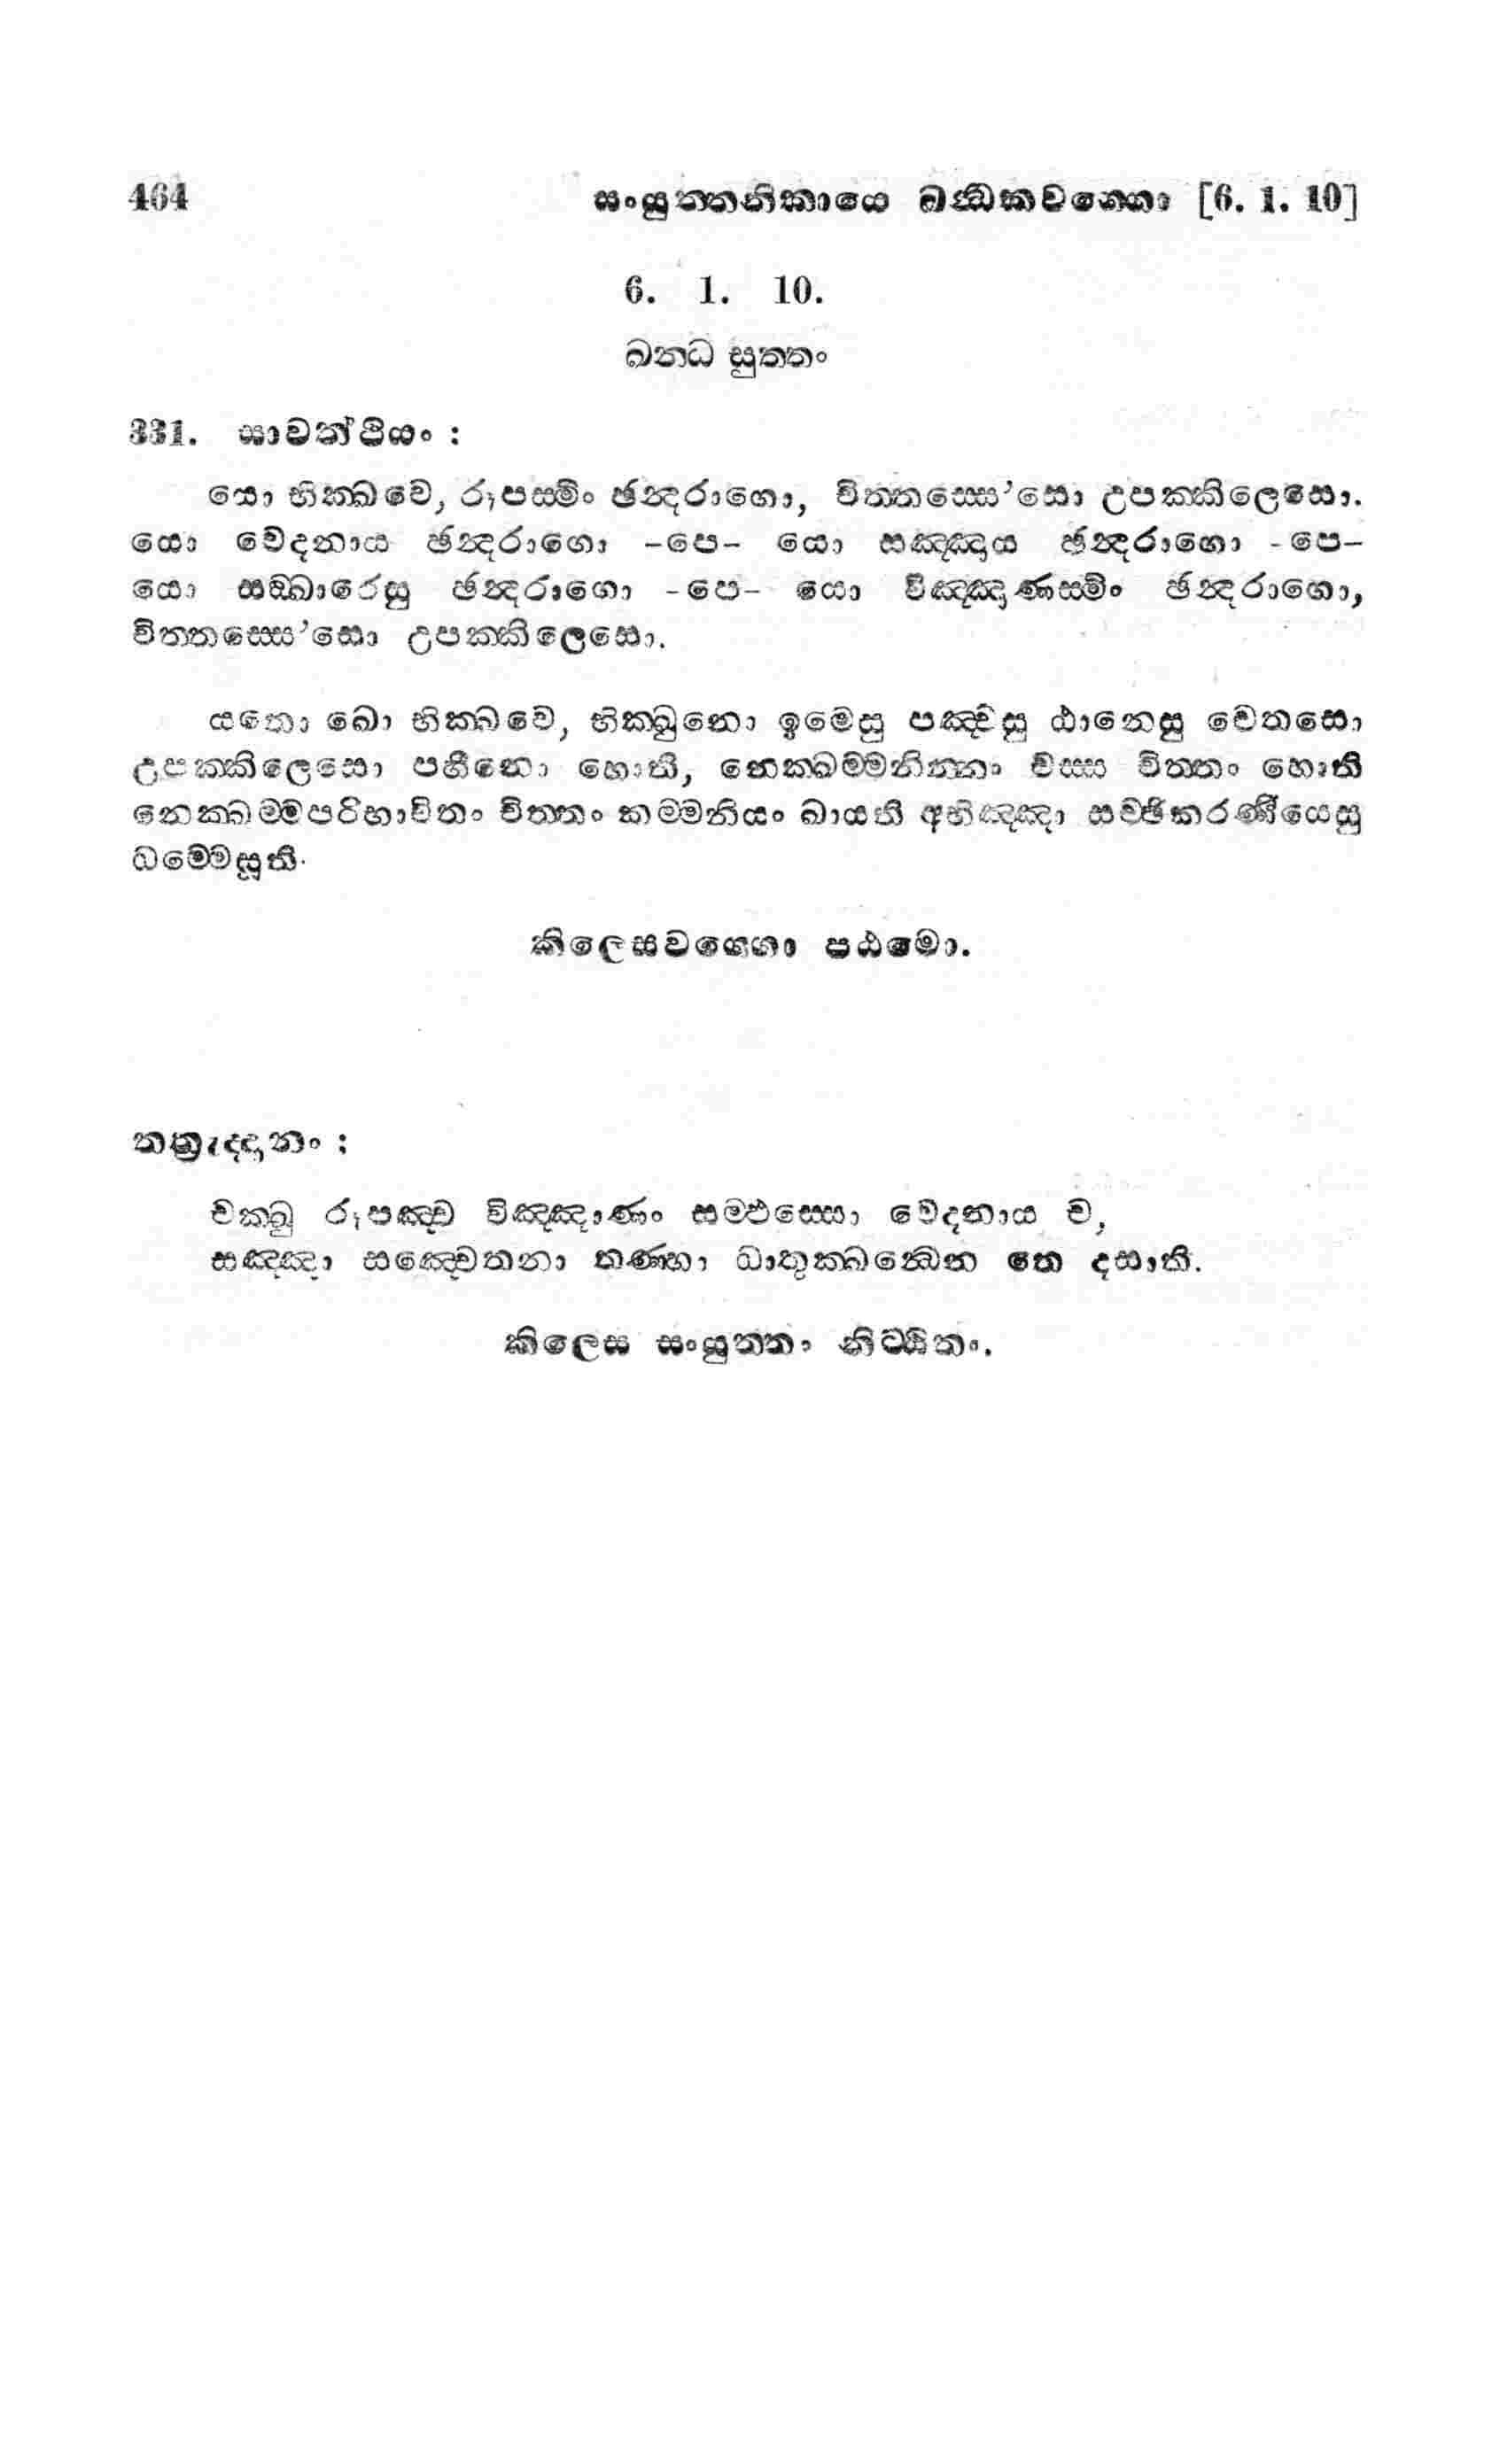 464 සංයුත්තනිකායෙ ඛන්ධකවග්ගො [6. 1. 10]
6. 1. 10.
ඛන්ධ සුත්තං
331. සාවත්ථියං :
යො භික්ඛවෙ, රූපස්මිං ඡන්දරාගො, චිත්තස්සෙ’සො උපක්කිලෙසො.
යො වේදනාය ඡන්දරාගො -පෙ- යො සඤ්ඤාය ඡන්දරාගො -පෙ-
යො සඞ්ඛාරෙසු ඡන්දරාගො -පෙ- යො විඤ්ඤාණස්මිං ඡන්දරාගො,
චිත්තස්සෙ’සො උපක්කිලෙසො.
යතො ඛො භික්ඛවෙ, භික්ඛුනො ඉමෙසු පඤ්චසු ඨානෙසු චෙතසො
උපක්කිලෙසො පහීනො හොති, නෙක්ඛම්මනින්නං චස්ස චිත්තං හොති
නෙක්ඛම්මපරිභාවිතං චිත්තං කම්මනියං ඛායති අභිඤ්ඤා සච්ඡිකරණීයෙසු
ධම්මෙසූති.
කිලෙසවග්ගො පඨමො.
තත්‍රැද්දානං :
චක්ඛු රූපඤ්ච විඤ්ඤාණං සම්ඵස්සො වේදනාය ච,
සඤ්ඤා සඤ්චෙතනා තණ්හා ධාතුක්ඛන්ධෙන තෙ දසාති.
කිලෙස සංයුත්තං නිට්ඨිතං.